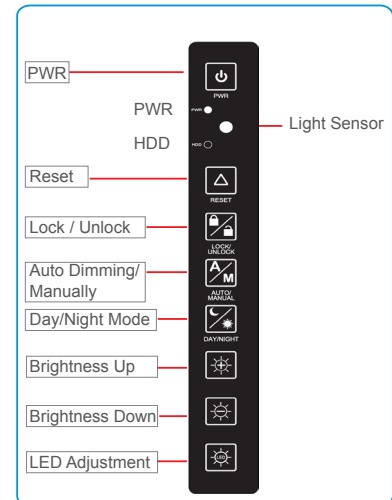 PWR
PWR
PWR
PWR
Light Sensor
HDD
HDD
Reset
RESET
Lock / Unlock
LOCK/
UNLOCK
Auto Dimming/
Manually
A/M
AUTO/
MANUAL
Day/Night Mode
DAY/NIGHT
Brightness Up
Brightness Down
LED Adjustment
LED